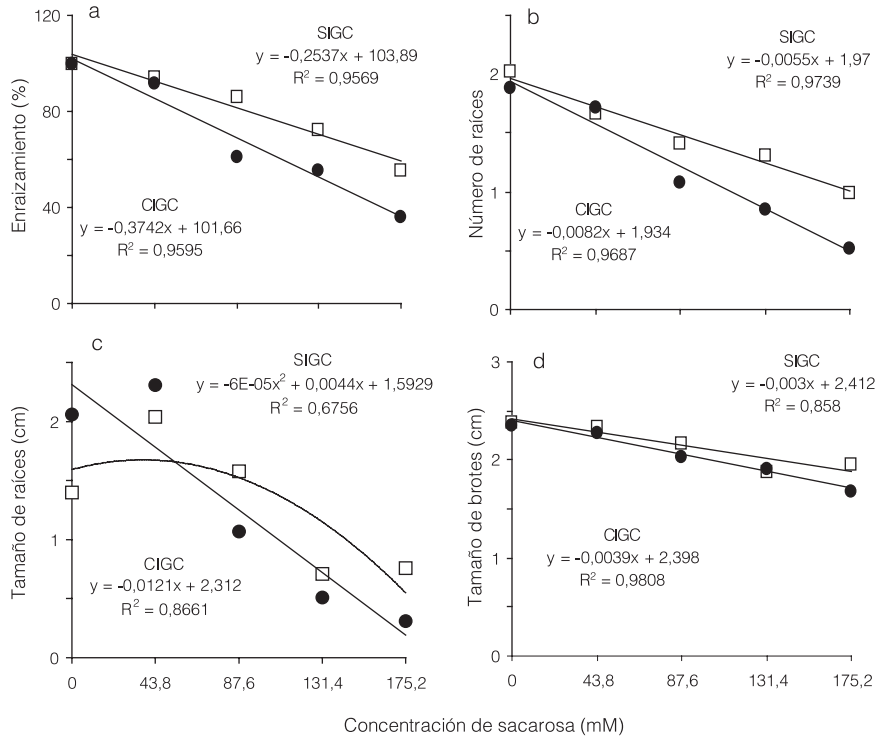 a
SIGC
y = -0,2537x + 103,89
R² = 0,9569
CIGC
y = -0,3742x + 101,66
R² = 0,9595
Enraizamiento (%)
120
80
40
0
b
SIGC
y = -0,0055x + 1,97
R² = 0,9739
CIGC
y = -0,0082x + 1,934
R² = 0,9687
Número de raíces
2
1
0
c
SIGC
y = -6E-05x² + 0,0044x + 1,5929
R² = 0,6756
CIGC
y = -0,0121x + 2,312
R² = 0,8661
Tamaño de raíces (cm)
2
1
0
0 43,8 87,6 131,4 175,2
d
SIGC
y = -0,003x + 2,412
R² = 0,858
CIGC
y = -0,0039x + 2,398
R² = 0,9808
Tamaño de brotes (cm)
3
2
1
0
0 43,8 87,6 131,4 175,2
Concentración de sacarosa (mM)